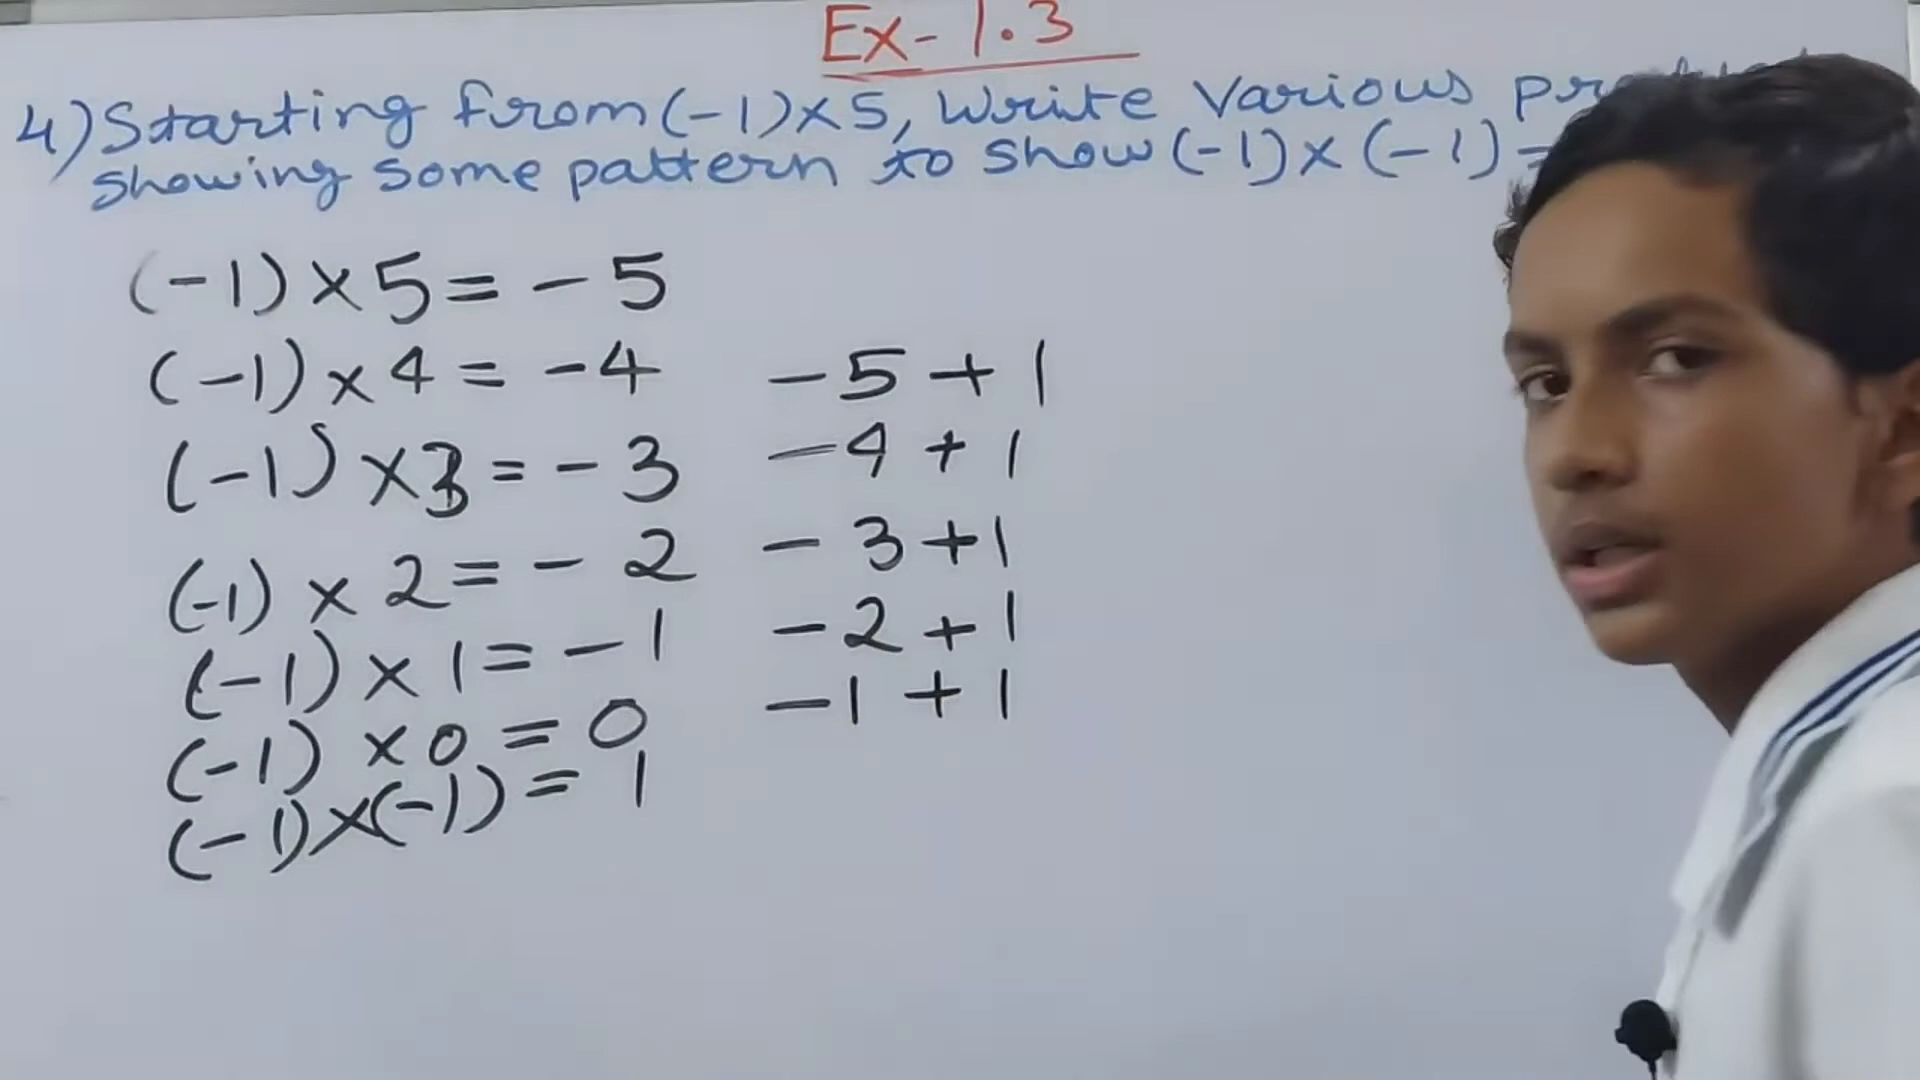 Ex-1.3
4) Starting from (-1)×5, Write Various
showing some pattern to show (-1)×(-1)=
(-1)×5=-5
(-1)×4=-4 -5+1
(-1)×3=-3 -4+1
(-1)×2=-2 -3+1
(-1)×1=-1 -2+1
(-1)×0=0 -1+1
(-1)×(-1)=1